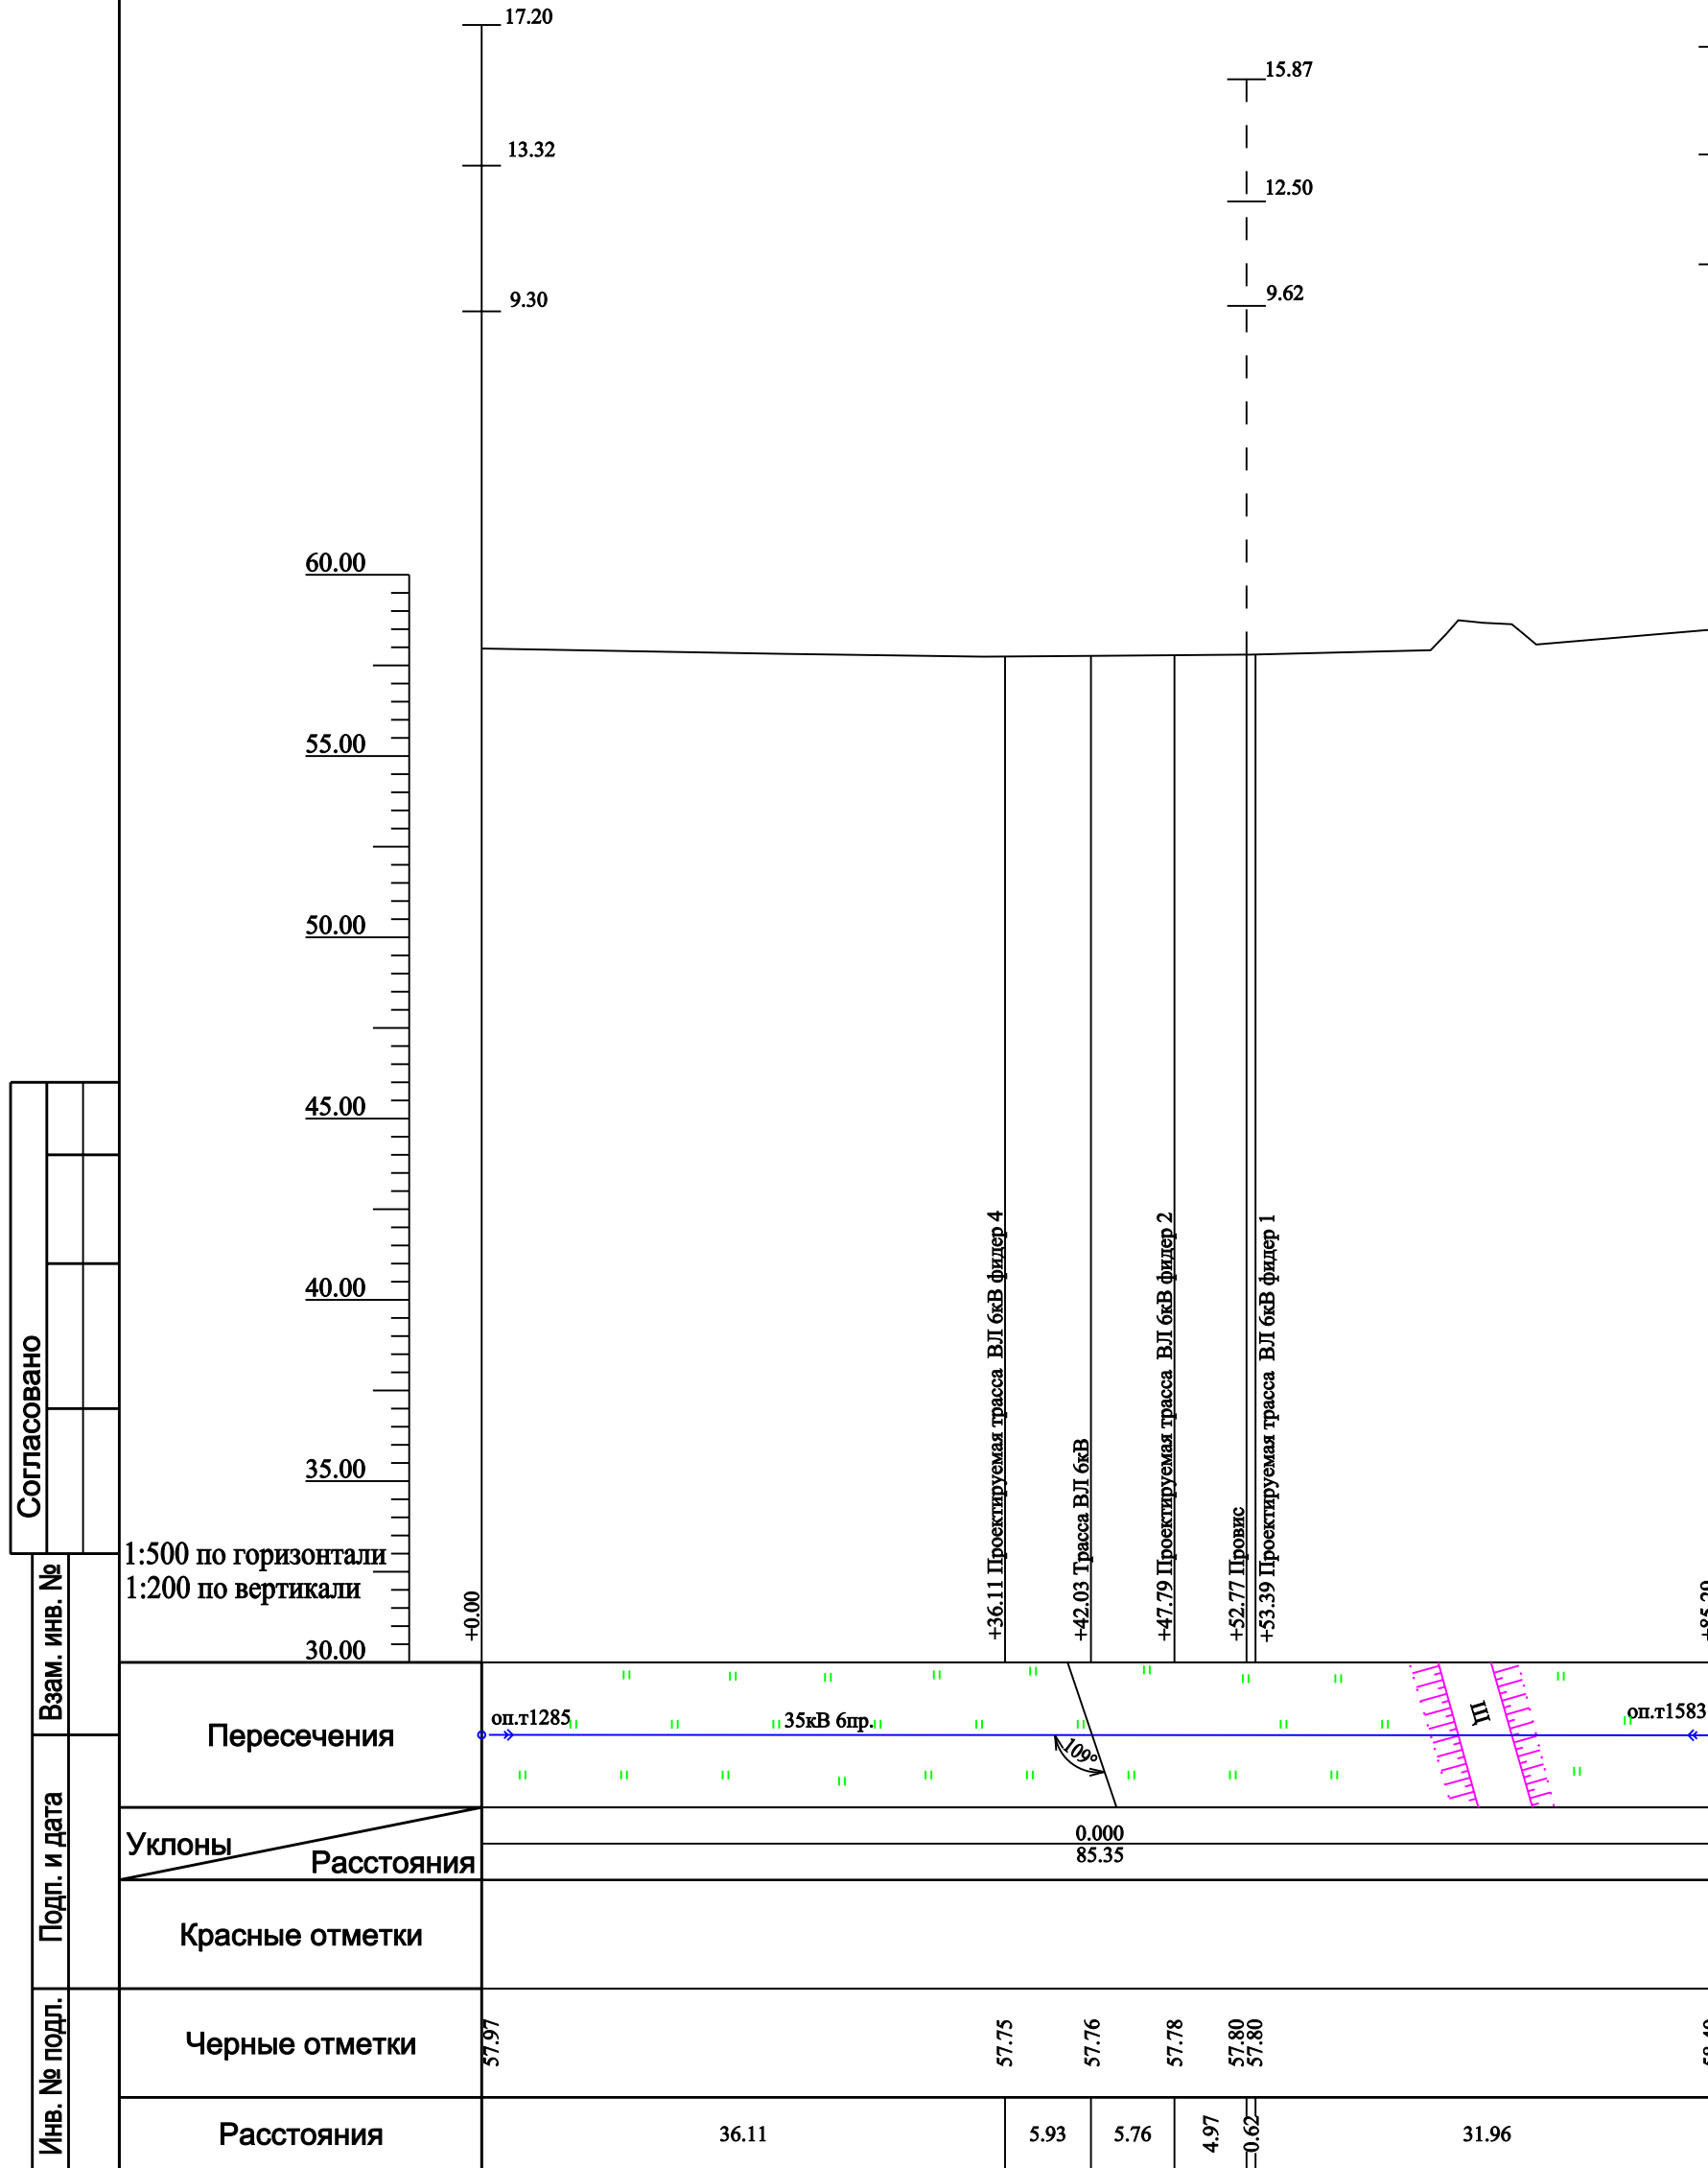 17.20
15.87
13.32
12.50
9.30
9.62
60.00
55.00
50.00
45.00
40.00
35.00
30.00
1:500 по горизонтали
1:200 по вертикали
+0.00
+36.11 Проектируемая трасса ВЛ 6кВ фидер 4
+42.03 Трасса ВЛ 6кВ
+47.79 Проектируемая трасса ВЛ 6кВ фидер 2
+52.77 Провис
+53.39 Проектируемая трасса ВЛ 6кВ фидер 1
Согласовано
Взам. инв. №
Подп. и дата
Инв. № подл.
Пересечения
оп.т1285
35кВ 6пр.
109°
Щ
оп.т1583
Уклоны
Расстояния
0.000
85.35
Красные отметки
Черные отметки
57.97
57.75
57.76
57.78
57.80
57.80
Расстояния
36.11
5.93
5.76
4.97
0.62
31.96